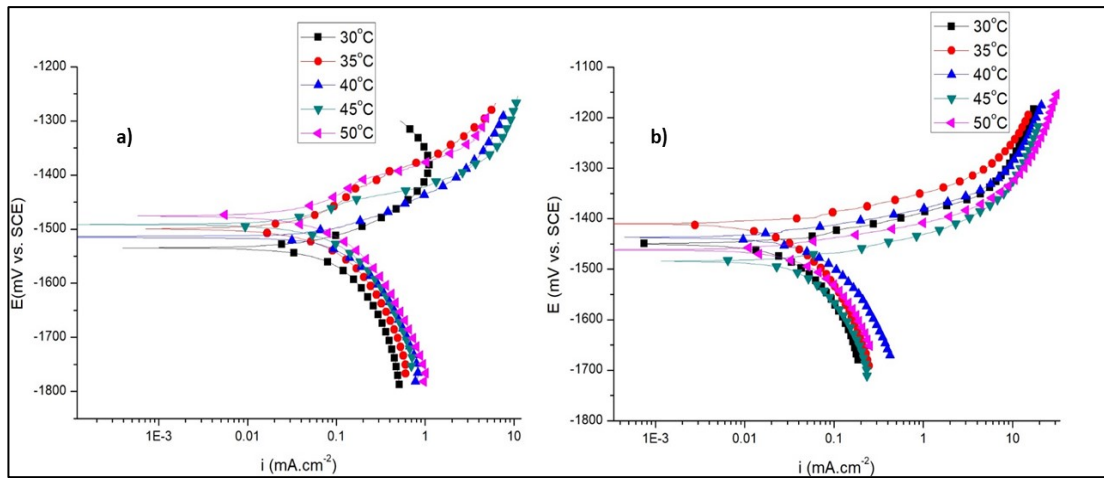 a)
30°C
35°C
40°C
45°C
50°C
-1200
-1300
-1400
-1500
-1600
-1700
-1800
E(mV vs. SCE)
1E-3
0.01
0.1
1
10
i (mA.cm⁻²)
b)
30°C
35°C
40°C
45°C
50°C
-1100
-1200
-1300
-1400
-1500
-1600
-1700
-1800
E (mV vs. SCE)
1E-3
0.01
0.1
1
10
i (mA.cm⁻²)